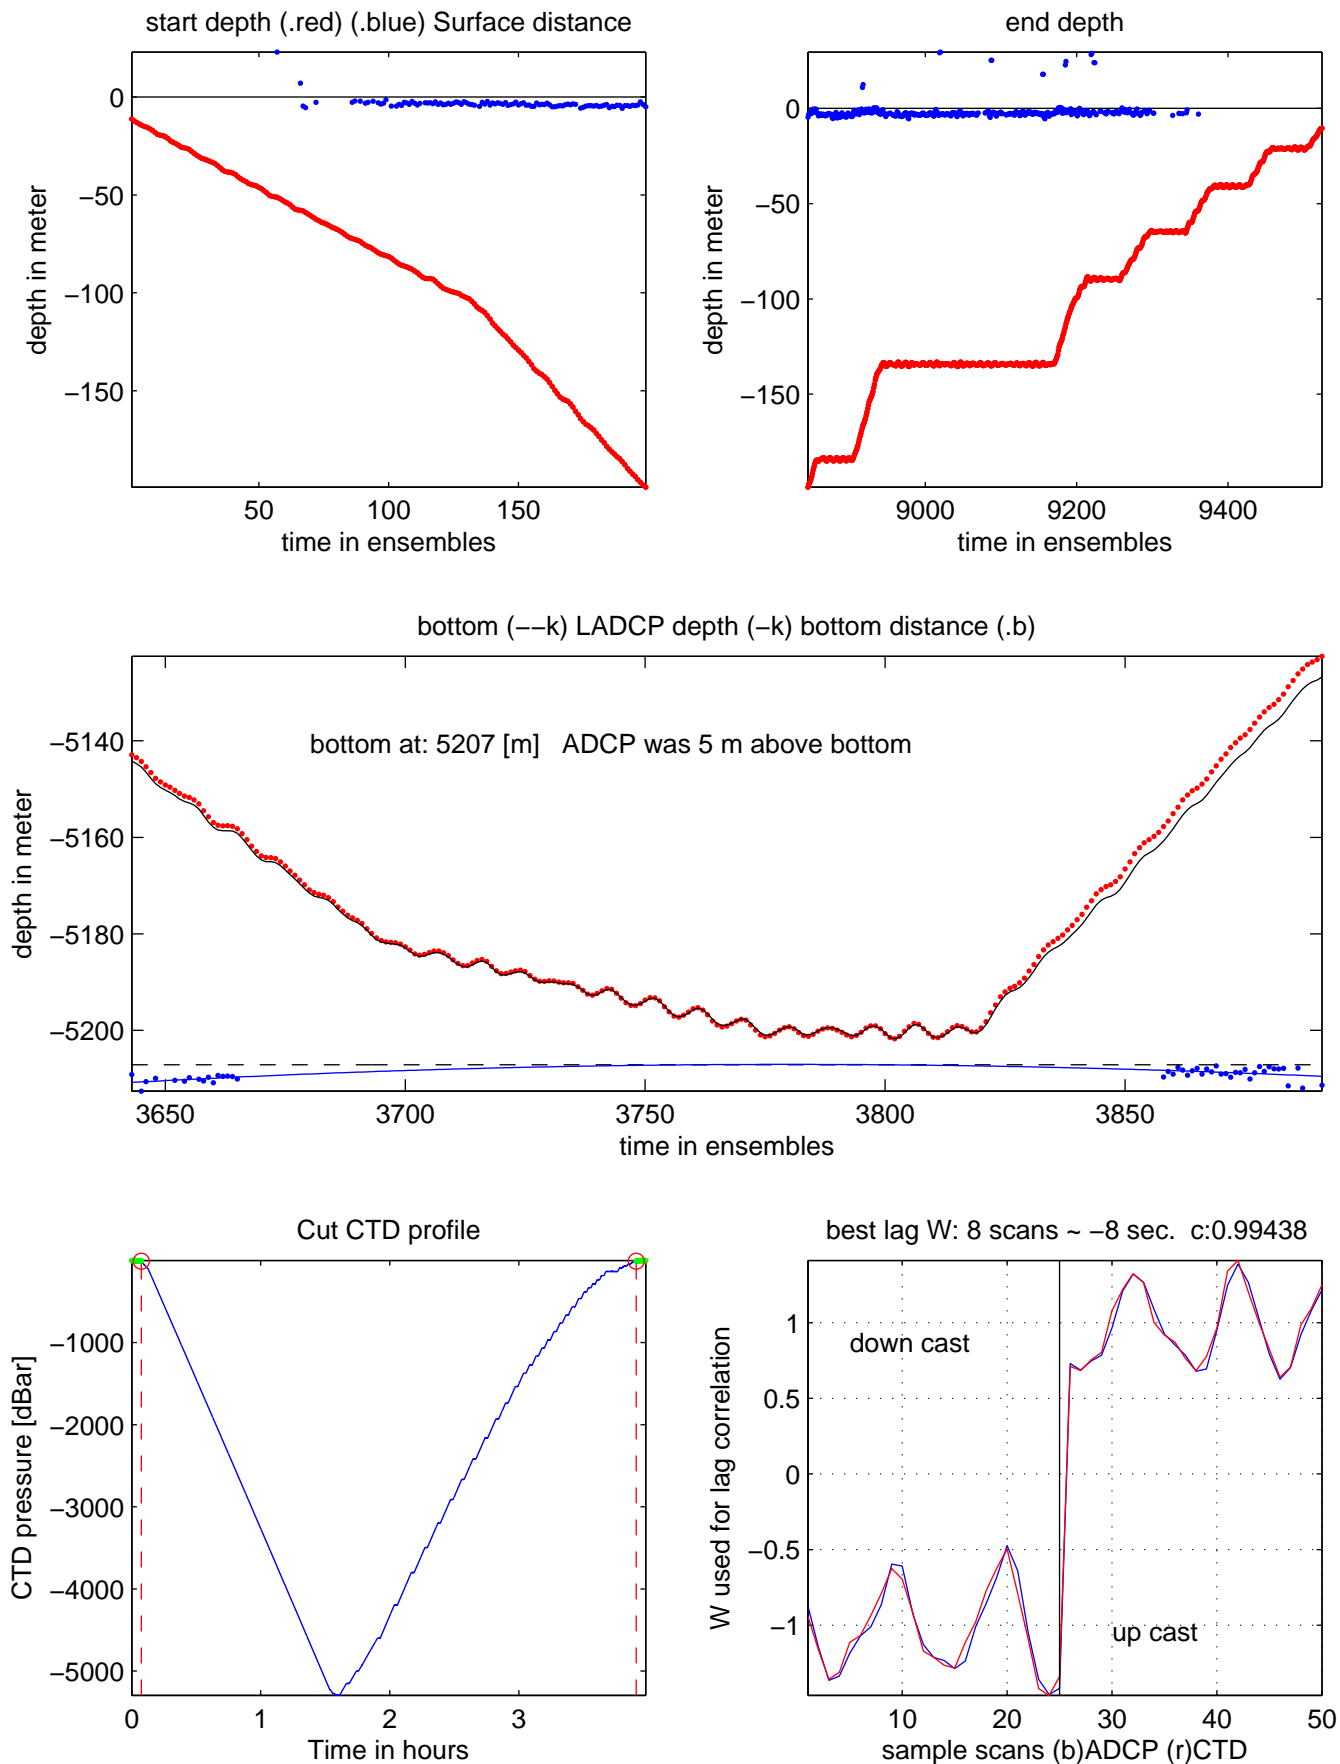 start depth (.red) (.blue) Surface distance
0
−50
−100
−150
depth in meter
50
100
150
time in ensembles
end depth
0
−50
−100
−150
depth in meter
9000
9200
9400
time in ensembles
bottom (−−k) LADCP depth (−k) bottom distance (.b)
−5140
−5160
−5180
−5200
depth in meter
bottom at: 5207 [m]   ADCP was 5 m above bottom
3650
3700
3750
3800
3850
time in ensembles
Cut CTD profile
−1000
−2000
−3000
−4000
−5000
CTD pressure [dBar]
0
1
2
3
Time in hours
best lag W: 8 scans ~ −8 sec.  c:0.99438
1
0.5
0
−0.5
−1
W used for lag correlation
down cast
up cast
10
20
30
40
50
sample scans (b)ADCP (r)CTD